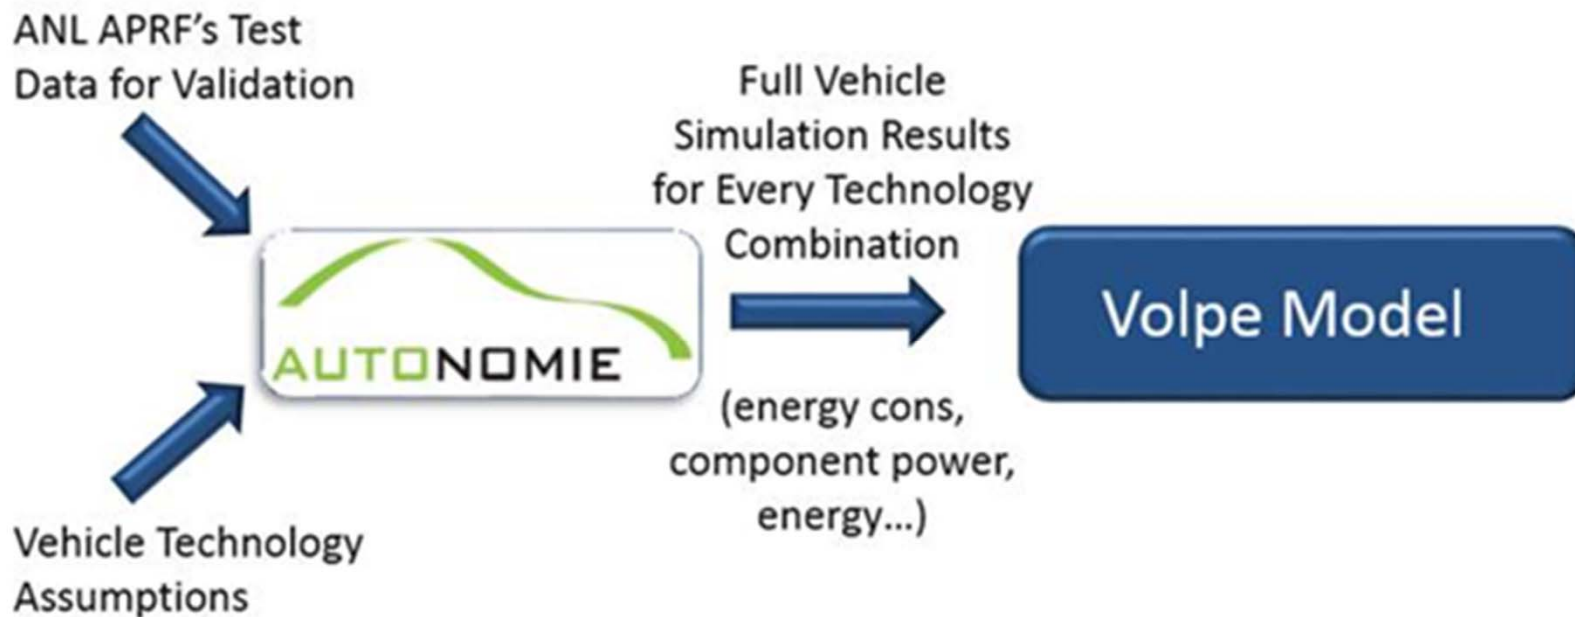 ANL APRF's Test
Data for Validation
Full Vehicle
Simulation Results
for Every Technology
Combination
AUTONOMIE
Volpe Model
(energy cons,
component power,
energy...)
Vehicle Technology
Assumptions